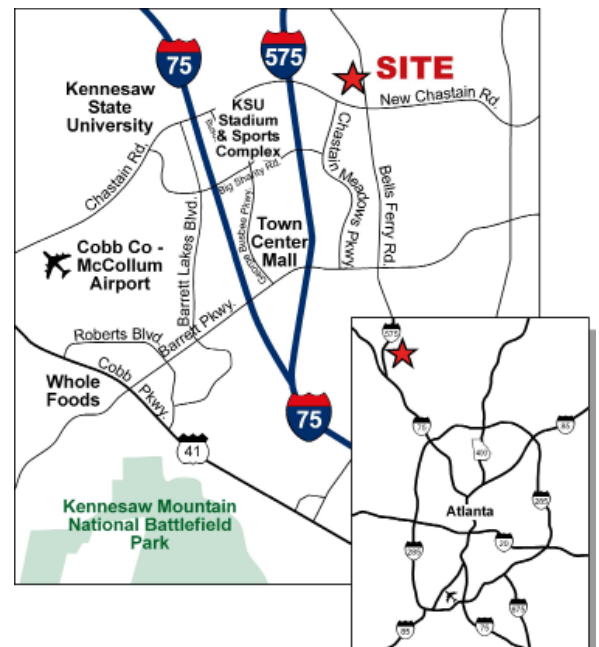 75
575
SITE
Kennesaw
State
University
KSU
Stadium
& Sports
Complex
New Chastain Rd.
Chastain Rd.
Big Shanty Rd.
Chastain Meadows Pkwy.
Bells Ferry Rd.
George Busbee Pkwy.
Town
Center
Mall
Barrett Lakes Blvd.
Cobb Co -
McCollum
Airport
Roberts Blvd.
Barrett Pkwy.
Cobb Pkwy.
Whole
Foods
75
41
Kennesaw Mountain
National Battlefield
Park
575
75
85
400
285
Atlanta
20
285
675
85
75